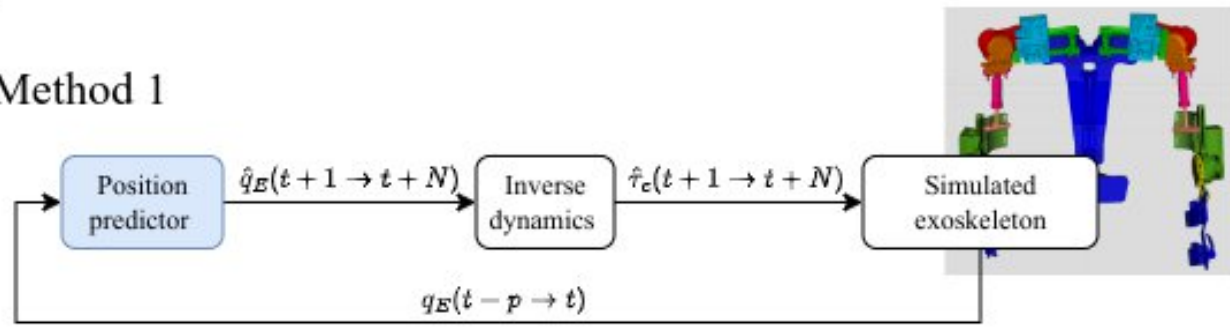 Method 1
Position
predictor
q̂_E(t + 1 → t + N)
Inverse
dynamics
τ̂_c(t + 1 → t + N)
Simulated
exoskeleton
q_E(t − p → t)